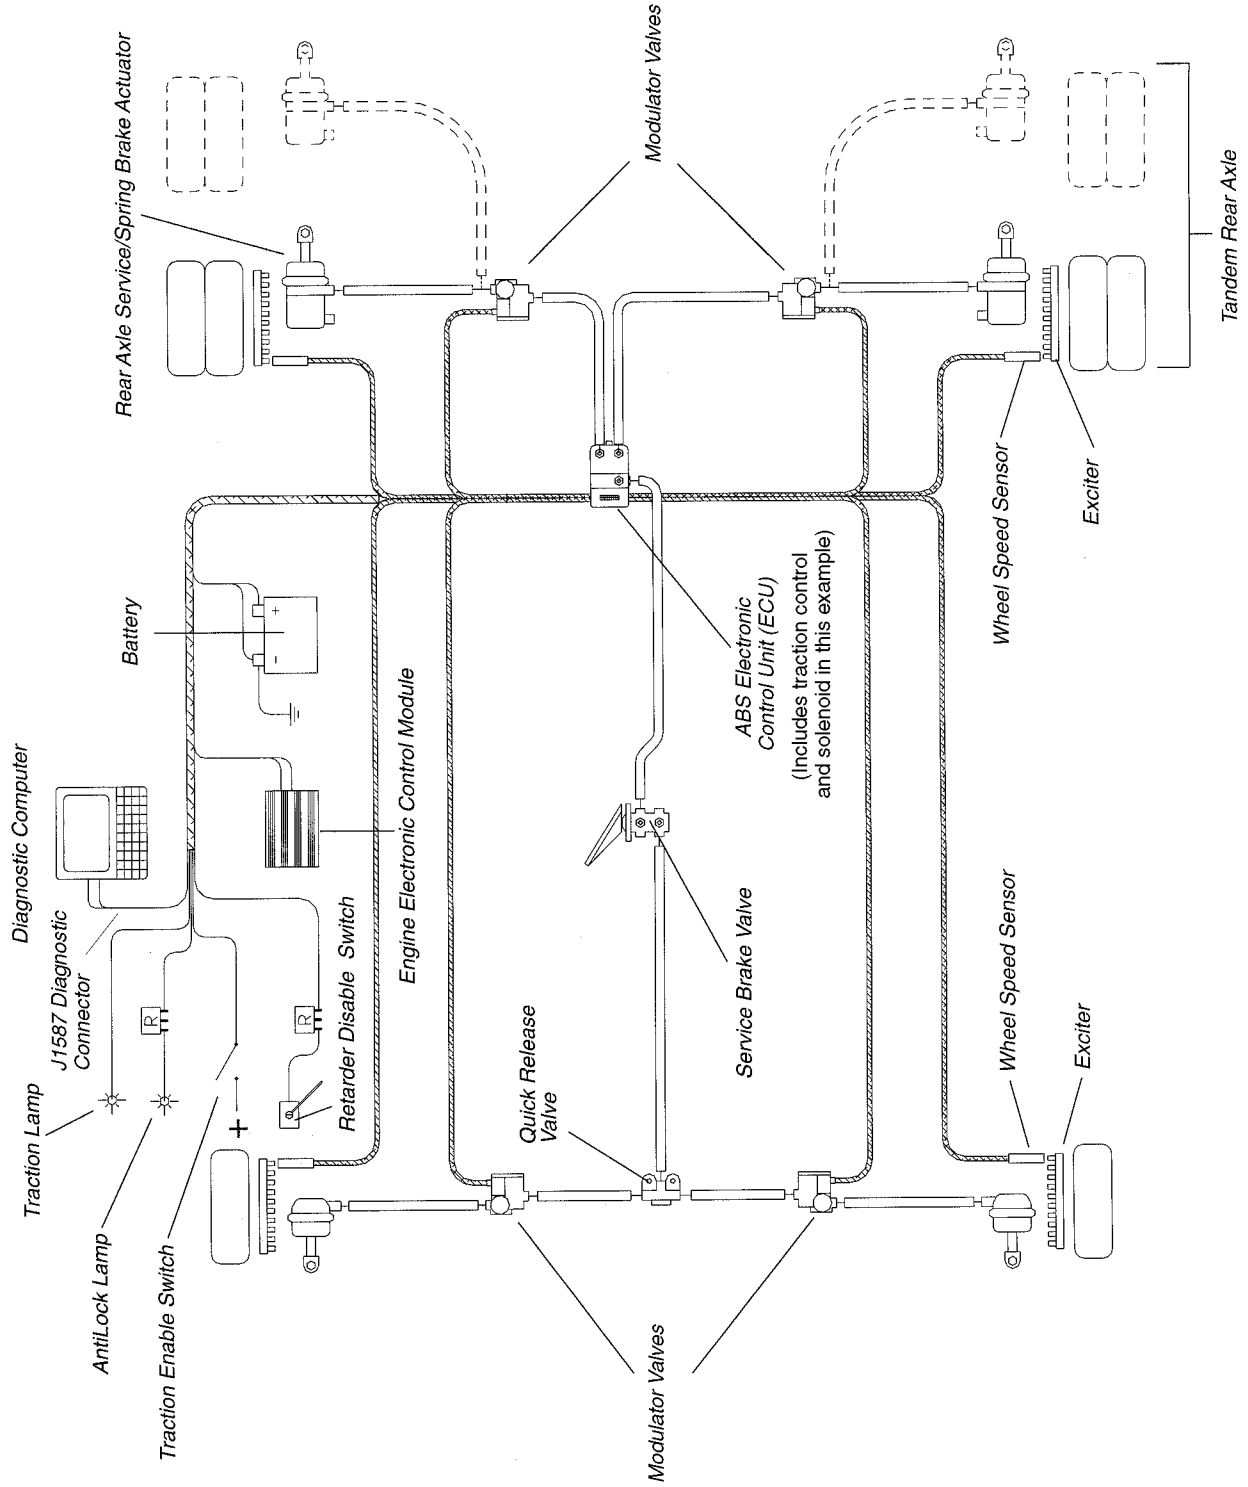 Traction Lamp
AntiLock Lamp
Traction Enable Switch
J1587 Diagnostic
Connector
Diagnostic Computer
R
R
+
Retarder Disable Switch
Engine Electronic Control Module
Battery
+
-
Rear Axle Service/Spring Brake Actuator
Modulator Valves
Quick Release
Valve
Service Brake Valve
ABS Electronic
Control Unit (ECU)
(Includes traction control
and solenoid in this example)
Modulator Valves
Wheel Speed Sensor
Exciter
Wheel Speed Sensor
Exciter
Tandem Rear Axle